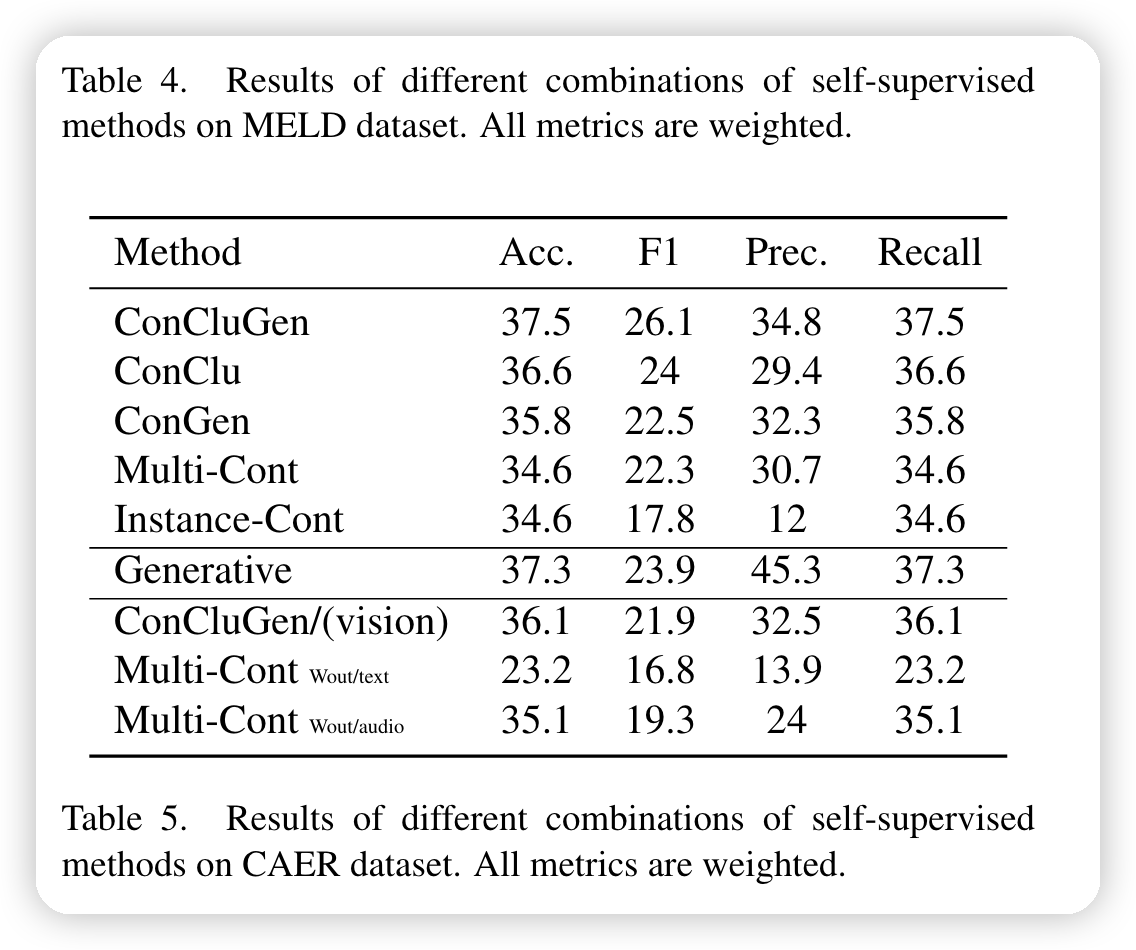 Table 4. Results of different combinations of self-supervised
methods on MELD dataset. All metrics are weighted.
Method Acc. F1 Prec. Recall
ConCluGen 37.5 26.1 34.8 37.5
ConClu 36.6 24 29.4 36.6
ConGen 35.8 22.5 32.3 35.8
Multi-Cont 34.6 22.3 30.7 34.6
Instance-Cont 34.6 17.8 12 34.6
Generative 37.3 23.9 45.3 37.3
ConCluGen/(vision) 36.1 21.9 32.5 36.1
Multi-Cont Wout/text 23.2 16.8 13.9 23.2
Multi-Cont Wout/audio 35.1 19.3 24 35.1
Table 5. Results of different combinations of self-supervised
methods on CAER dataset. All metrics are weighted.